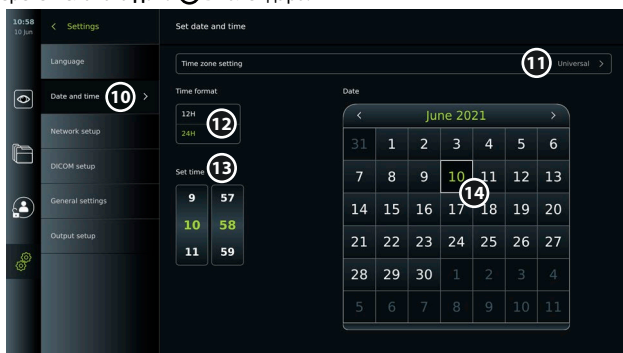 10:58
10 Jun
Settings
Set date and time
Language
Time zone setting
11
Universal
Date and time
10
Time format
Date
12H
24H
12
June 2021
Network setup
31 1 2 3 4 5 6
DICOM setup
Set time
13
7 8 9 10 11 12 13
14
General settings
9 57
10 58
11 59
14 15 16 17 18 19 20
Output setup
21 22 23 24 25 26 27
28 29 30 1 2 3 4
5 6 7 8 9 10 11